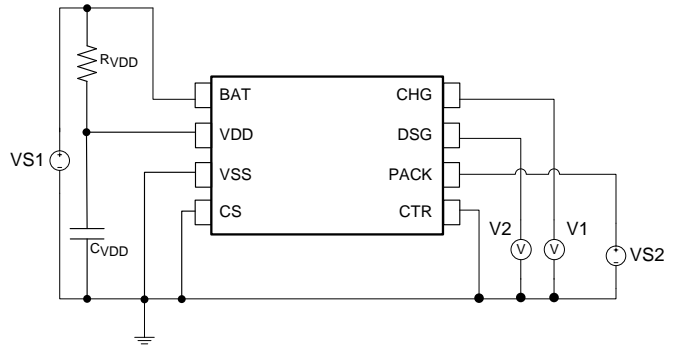 RVDD
BAT
CHG
VDD
DSG
VS1
VSS
PACK
CS
CTR
V2
V1
V
V
CVDD
VS2